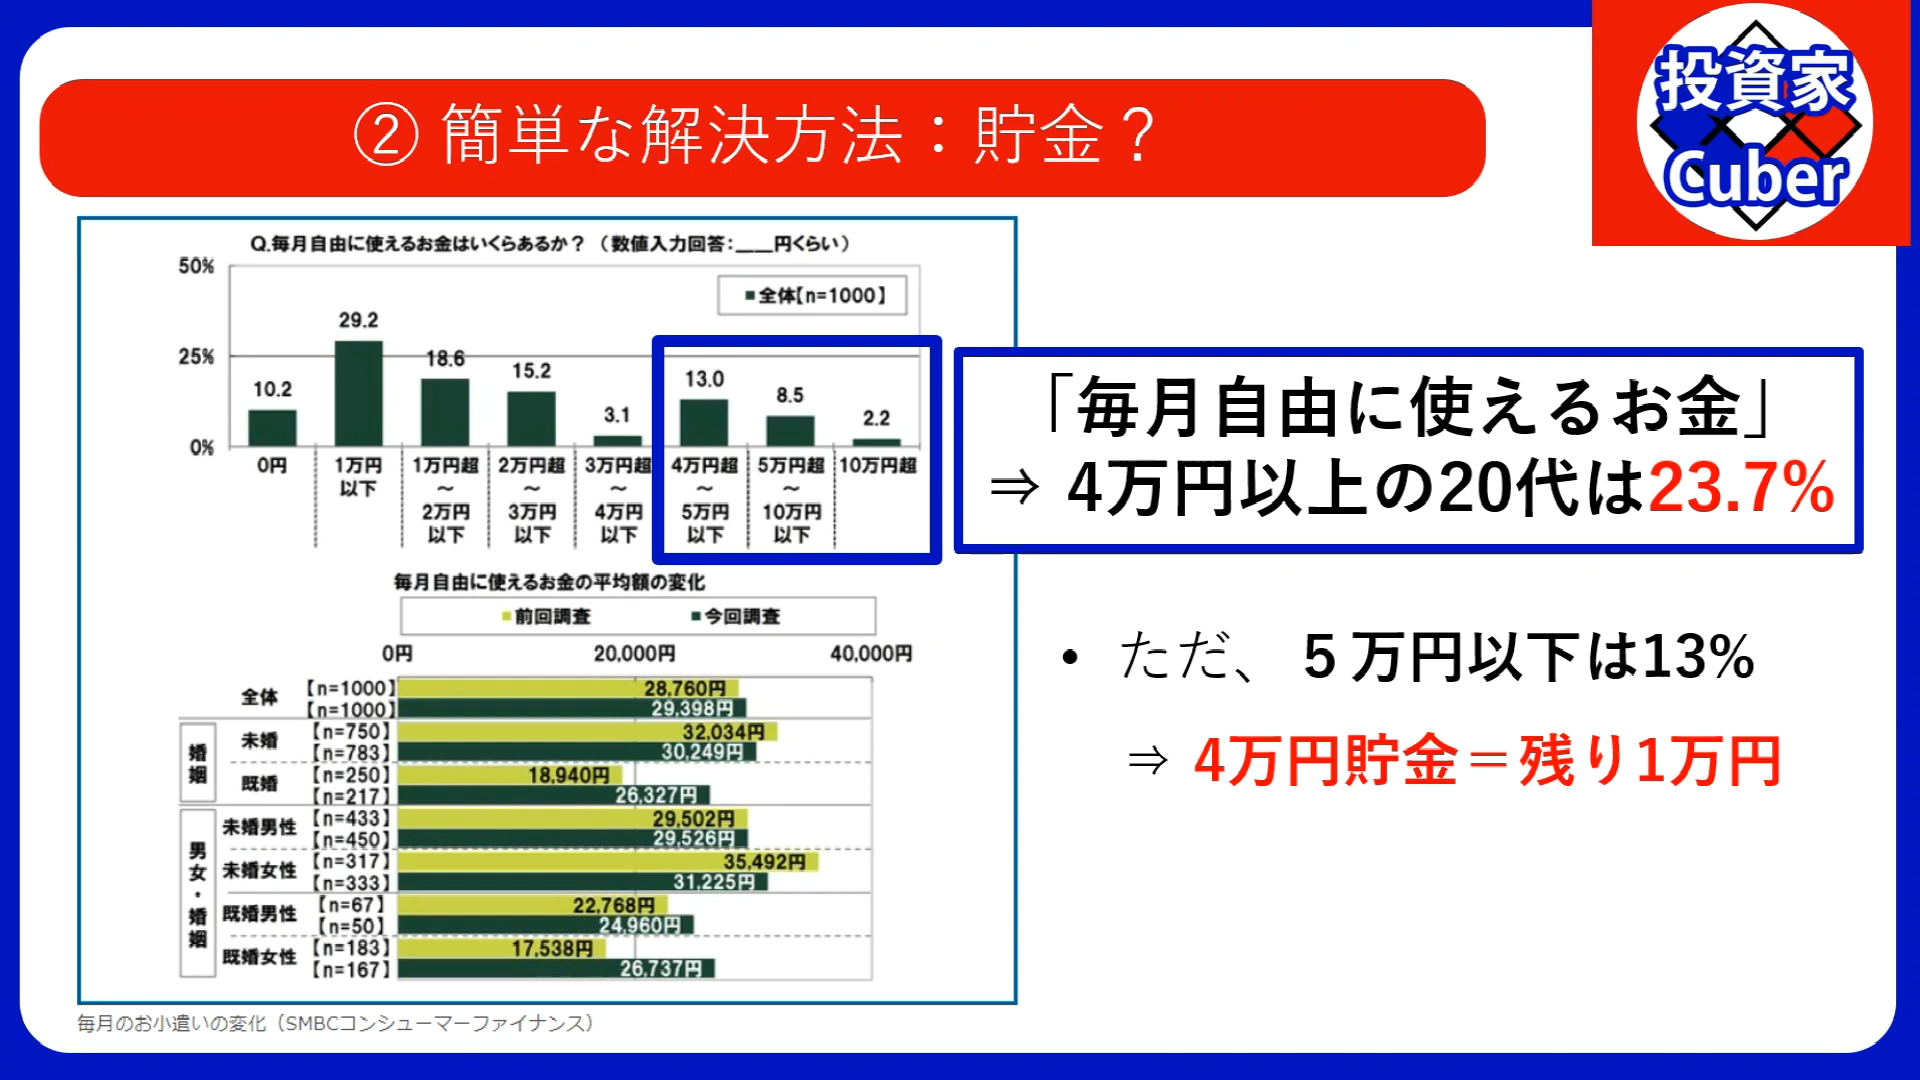 ② 簡単な解決方法：貯金？
投資家
Cuber
Q.毎月自由に使えるお金はいくらあるか？（数値入力回答：＿＿円くらい）
50%
■全体【n=1000】
25%
0%
10.2
29.2
18.6
15.2
3.1
13.0
8.5
2.2
0円
1万円
以下
1万円超
～
2万円
以下
2万円超
～
3万円
以下
3万円超
～
4万円
以下
4万円超
～
5万円
以下
5万円超
～
10万円
以下
10万円超
「毎月自由に使えるお金」
⇒ 4万円以上の20代は23.7%
• ただ、５万円以下は13%
⇒ 4万円貯金＝残り1万円
毎月自由に使えるお金の平均額の変化
■前回調査 ■今回調査
0円 20,000円 40,000円
全体
【n=1000】 28,760円
【n=1000】 29,398円
婚姻
未婚
【n=750】 32,034円
【n=783】 30,249円
既婚
【n=250】 18,940円
【n=217】 26,327円
男女・婚姻
未婚男性
【n=433】 29,502円
【n=450】 29,526円
未婚女性
【n=317】 35,492円
【n=333】 31,225円
既婚男性
【n=67】 22,768円
【n=50】 24,960円
既婚女性
【n=183】 17,538円
【n=167】 26,737円
毎月のお小遣いの変化（SMBCコンシューマーファイナンス）